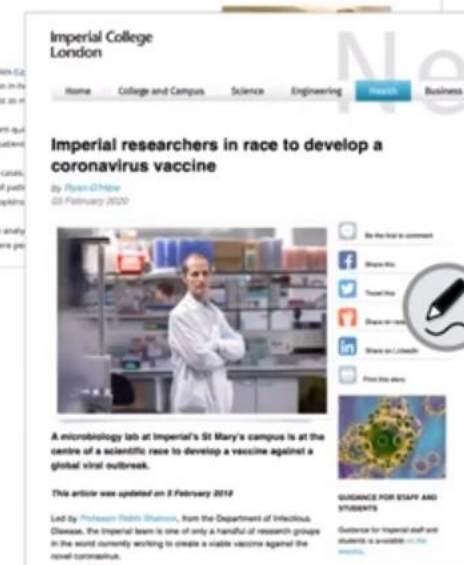 Imperial College
London
Ne
Home College and Campus Science Engineering Health Business
Imperial researchers in race to develop a
coronavirus vaccine
by Ryan O'Hare
05 February 2020
Be the first to comment
Share this
Tweet this
Share on
Share on LinkedIn
Print this story
A microbiology lab at Imperial's St Mary's campus is at the
centre of a scientific race to develop a vaccine against a
global viral outbreak.
This article was updated on 5 February 2019
Led by Professor Robin Shattock, from the Department of Infectious
Disease, the Imperial team is one of only a handful of research groups
in the world currently working to create a viable vaccine against the
novel coronavirus.
GUIDANCE FOR STAFF AND
STUDENTS
Guidance for Imperial staff and
students is available on the